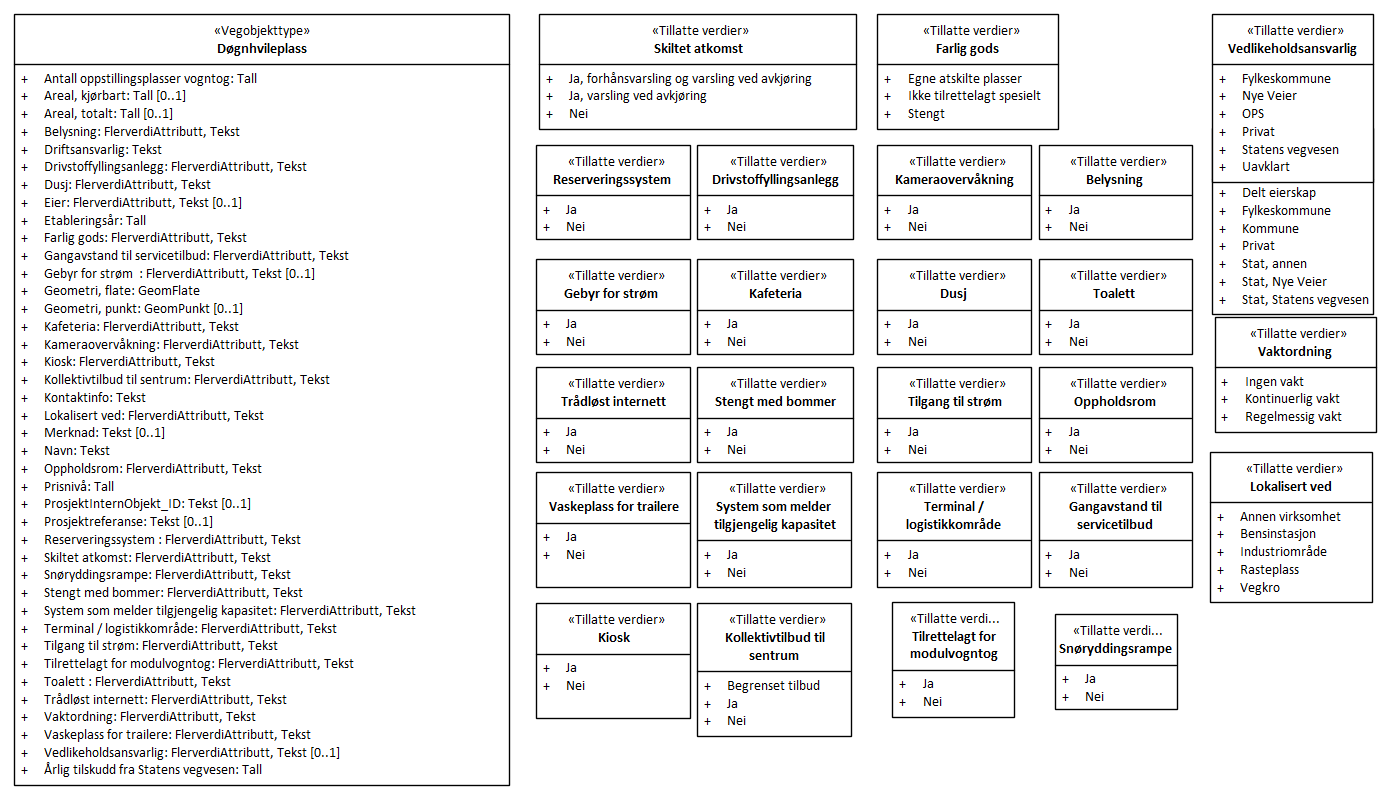 «Vegobjekttype»
Døgnhvileplass
+ Antall oppstillingsplasser vogntog: Tall
+ Areal, kjørbart: Tall [0..1]
+ Areal, totalt: Tall [0..1]
+ Belysning: FlerverdiAttributt, Tekst
+ Driftsansvarlig: Tekst
+ Drivstoffyllingsanlegg: FlerverdiAttributt, Tekst
+ Dusj: FlerverdiAttributt, Tekst
+ Eier: FlerverdiAttributt, Tekst [0..1]
+ Etableringsår: Tall
+ Farlig gods: FlerverdiAttributt, Tekst
+ Gangavstand til servicetilbud: FlerverdiAttributt, Tekst
+ Gebyr for strøm : FlerverdiAttributt, Tekst [0..1]
+ Geometri, flate: GeomFlate
+ Geometri, punkt: GeomPunkt [0..1]
+ Kafeteria: FlerverdiAttributt, Tekst
+ Kameraovervåkning: FlerverdiAttributt, Tekst
+ Kiosk: FlerverdiAttributt, Tekst
+ Kollektivtilbud til sentrum: FlerverdiAttributt, Tekst
+ Kontaktinfo: Tekst
+ Lokalisert ved: FlerverdiAttributt, Tekst
+ Merknad: Tekst [0..1]
+ Navn: Tekst
+ Oppholdsrom: FlerverdiAttributt, Tekst
+ Prisnivå: Tall
+ ProsjektInternObjekt_ID: Tekst [0..1]
+ Prosjektreferanse: Tekst [0..1]
+ Reserveringssystem : FlerverdiAttributt, Tekst
+ Skiltet atkomst: FlerverdiAttributt, Tekst
+ Snøryddingsrampe: FlerverdiAttributt, Tekst
+ Stengt med bommer: FlerverdiAttributt, Tekst
+ System som melder tilgjengelig kapasitet: FlerverdiAttributt, Tekst
+ Terminal / logistikkområde: FlerverdiAttributt, Tekst
+ Tilgang til strøm: FlerverdiAttributt, Tekst
+ Tilrettelagt for modulvogntog: FlerverdiAttributt, Tekst
+ Toalett : FlerverdiAttributt, Tekst
+ Trådløst internett: FlerverdiAttributt, Tekst
+ Vaktordning: FlerverdiAttributt, Tekst
+ Vaskeplass for trailere: FlerverdiAttributt, Tekst
+ Vedlikeholdsansvarlig: FlerverdiAttributt, Tekst [0..1]
+ Årlig tilskudd fra Statens vegvesen: Tall
«Tillatte verdier»
Skiltet atkomst
+ Ja, forhånsvarsling og varsling ved avkjøring
+ Ja, varsling ved avkjøring
+ Nei
«Tillatte verdier»
Farlig gods
+ Egne atskilte plasser
+ Ikke tilrettelagt spesielt
+ Stengt
«Tillatte verdier»
Vedlikeholdsansvarlig
+ Fylkeskommune
+ Nye Veier
+ OPS
+ Privat
+ Statens vegvesen
+ Uavklart
+ Delt eierskap
+ Fylkeskommune
+ Kommune
+ Privat
+ Stat, annen
+ Stat, Nye Veier
+ Stat, Statens vegvesen
«Tillatte verdier»
Reserveringssystem
+ Ja
+ Nei
«Tillatte verdier»
Drivstoffyllingsanlegg
+ Ja
+ Nei
«Tillatte verdier»
Kameraovervåkning
+ Ja
+ Nei
«Tillatte verdier»
Belysning
+ Ja
+ Nei
«Tillatte verdier»
Gebyr for strøm
+ Ja
+ Nei
«Tillatte verdier»
Kafeteria
+ Ja
+ Nei
«Tillatte verdier»
Dusj
+ Ja
+ Nei
«Tillatte verdier»
Toalett
+ Ja
+ Nei
«Tillatte verdier»
Vaktordning
+ Ingen vakt
+ Kontinuerlig vakt
+ Regelmessig vakt
«Tillatte verdier»
Trådløst internett
+ Ja
+ Nei
«Tillatte verdier»
Stengt med bommer
+ Ja
+ Nei
«Tillatte verdier»
Tilgang til strøm
+ Ja
+ Nei
«Tillatte verdier»
Oppholdsrom
+ Ja
+ Nei
«Tillatte verdier»
Lokalisert ved
+ Annen virksomhet
+ Bensinstasjon
+ Industriområde
+ Rasteplass
+ Vegkro
«Tillatte verdier»
Vaskeplass for trailere
+ Ja
+ Nei
«Tillatte verdier»
System som melder
tilgjengelig kapasitet
+ Ja
+ Nei
«Tillatte verdier»
Terminal /
logistikkområde
+ Ja
+ Nei
«Tillatte verdier»
Gangavstand til
servicetilbud
+ Ja
+ Nei
«Tillatte verdier»
Kiosk
+ Ja
+ Nei
«Tillatte verdier»
Kollektivtilbud til
sentrum
+ Begrenset tilbud
+ Ja
+ Nei
«Tillatte verdi...
Tilrettelagt for
modulvogntog
+ Ja
+ Nei
«Tillatte verdi...
Snøryddingsrampe
+ Ja
+ Nei